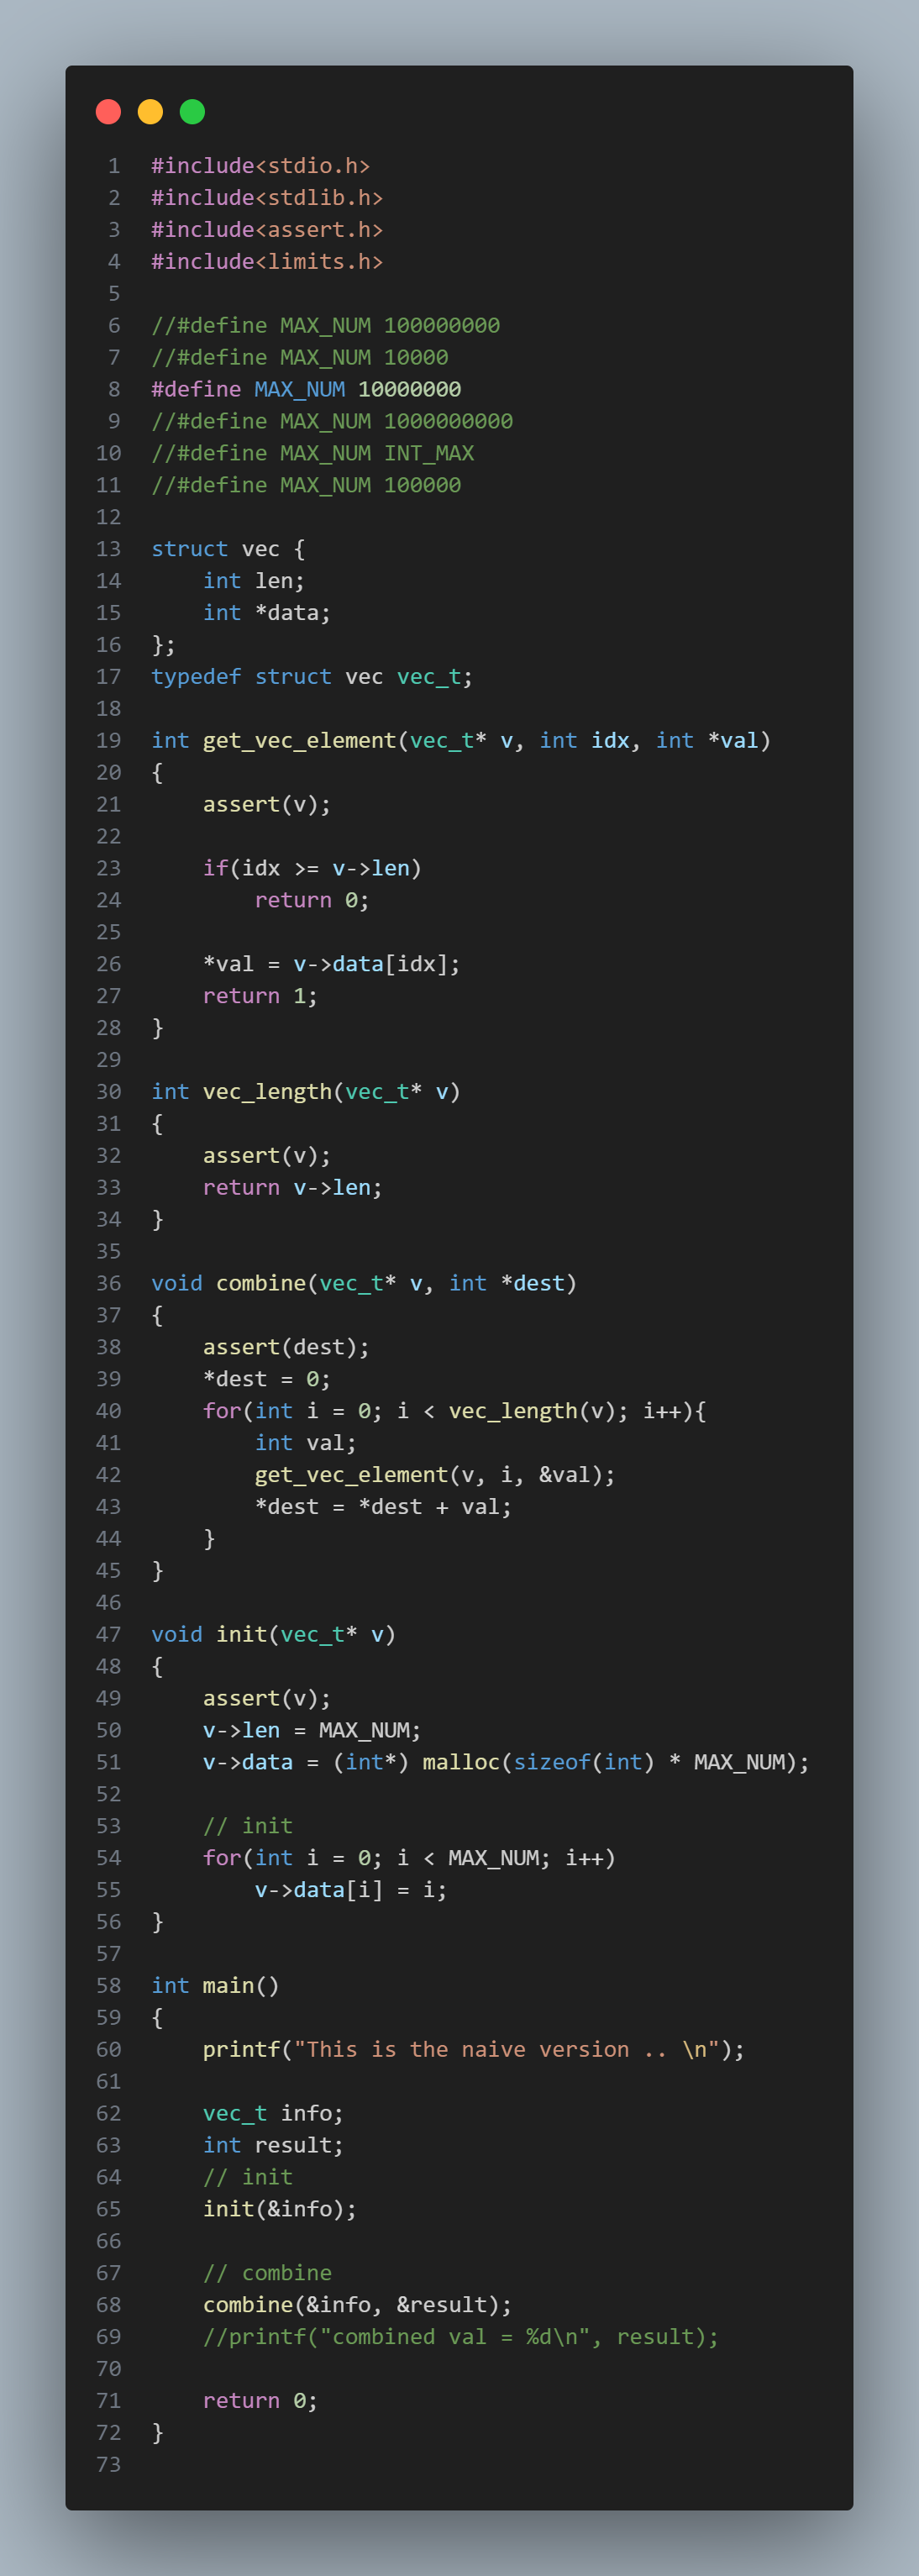 1 #include<stdio.h>
2 #include<stdlib.h>
3 #include<assert.h>
4 #include<limits.h>
5
6 //#define MAX_NUM 100000000
7 //#define MAX_NUM 10000
8 #define MAX_NUM 10000000
9 //#define MAX_NUM 1000000000
10 //#define MAX_NUM INT_MAX
11 //#define MAX_NUM 100000
12
13 struct vec {
14     int len;
15     int *data;
16 };
17 typedef struct vec vec_t;
18
19 int get_vec_element(vec_t* v, int idx, int *val)
20 {
21     assert(v);
22
23     if(idx >= v->len)
24         return 0;
25
26     *val = v->data[idx];
27     return 1;
28 }
29
30 int vec_length(vec_t* v)
31 {
32     assert(v);
33     return v->len;
34 }
35
36 void combine(vec_t* v, int *dest)
37 {
38     assert(dest);
39     *dest = 0;
40     for(int i = 0; i < vec_length(v); i++){
41         int val;
42         get_vec_element(v, i, &val);
43         *dest = *dest + val;
44     }
45 }
46
47 void init(vec_t* v)
48 {
49     assert(v);
50     v->len = MAX_NUM;
51     v->data = (int*) malloc(sizeof(int) * MAX_NUM);
52
53     // init
54     for(int i = 0; i < MAX_NUM; i++)
55         v->data[i] = i;
56 }
57
58 int main()
59 {
60     printf("This is the naive version .. \n");
61
62     vec_t info;
63     int result;
64     // init
65     init(&info);
66
67     // combine
68     combine(&info, &result);
69     //printf("combined val = %d\n", result);
70
71     return 0;
72 }
73